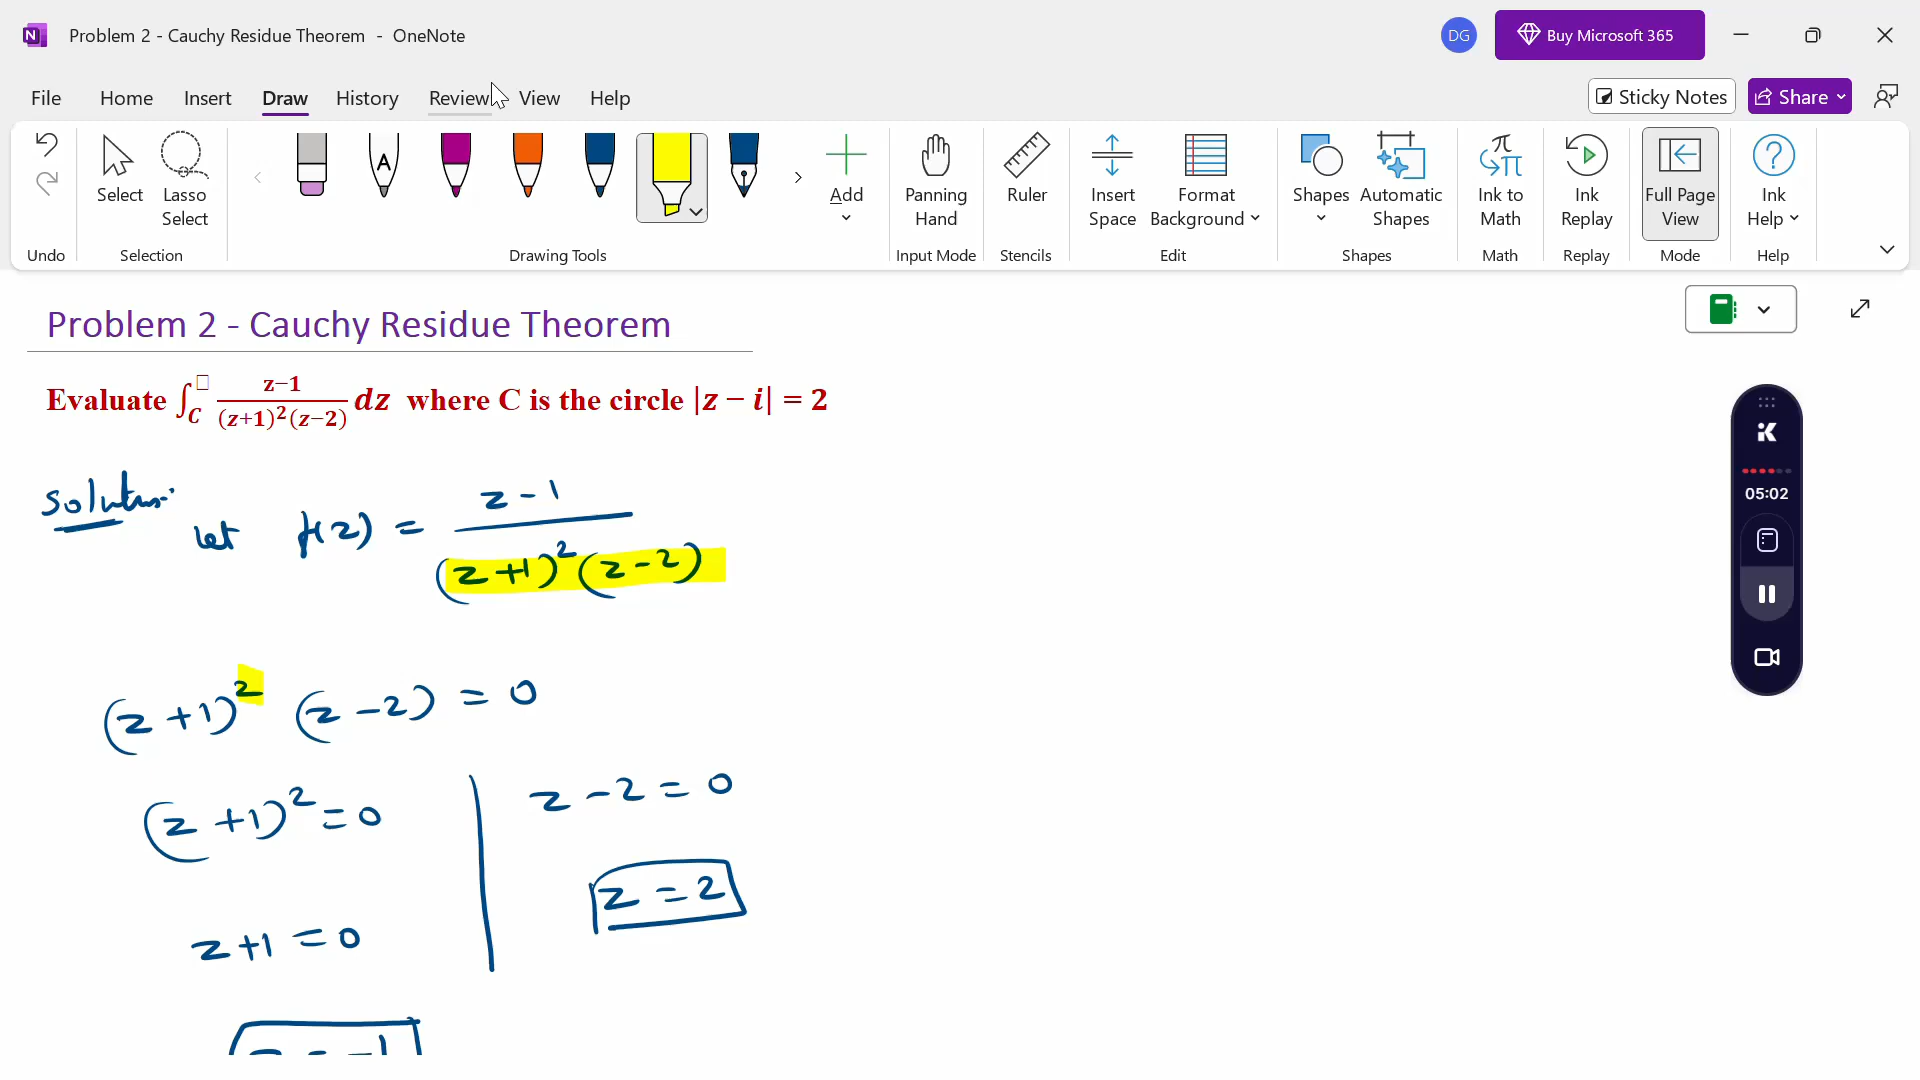 Problem 2 - Cauchy Residue Theorem - OneNote
DG
Buy Microsoft 365
File Home Insert Draw History Review View Help
Sticky Notes
Share
A
Select
Lasso Select
Add
Panning Hand
Ruler
Insert Space
Format Background
Shapes
Automatic Shapes
Ink to Math
Ink Replay
Full Page View
Ink Help
Undo Selection Drawing Tools Input Mode Stencils Edit Shapes Math Replay Mode Help
Problem 2 - Cauchy Residue Theorem
Evaluate ∫_C^□ (z−1)/((z+1)²(z−2)) dz where C is the circle |z − i| = 2
05:02
Let f(z) = (z-1)/((z+1)²(z-2))
(z+1)² (z-2) = 0
(z+1)² = 0
z-2 = 0
z = 2
z+1 = 0
z = -1